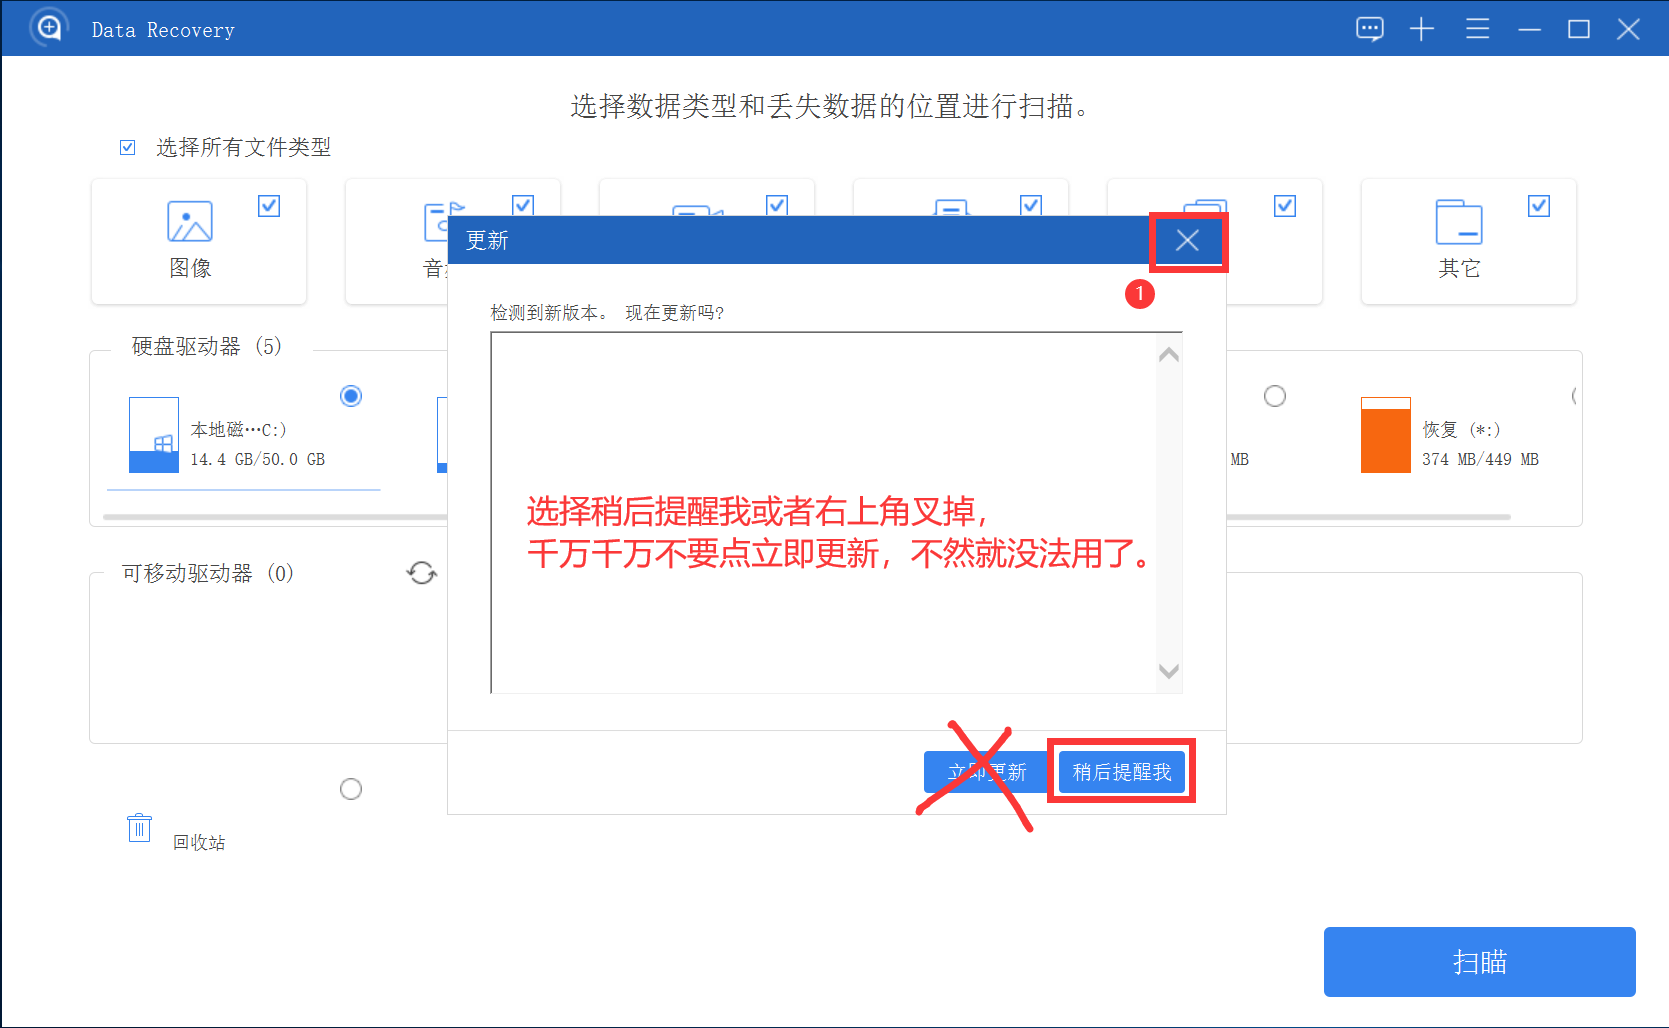 Data Recovery
选择数据类型和丢失数据的位置进行扫描。
选择所有文件类型
图像
其它
更新
1
检测到新版本。 现在更新吗?
硬盘驱动器 (5)
本地磁…C:)
14.4 GB/50.0 GB
MB
恢复 (*:)
374 MB/449 MB
选择稍后提醒我或者右上角叉掉，
千万千万不要点立即更新，不然就没法用了。
可移动驱动器 (0)
立即更新
稍后提醒我
回收站
扫瞄